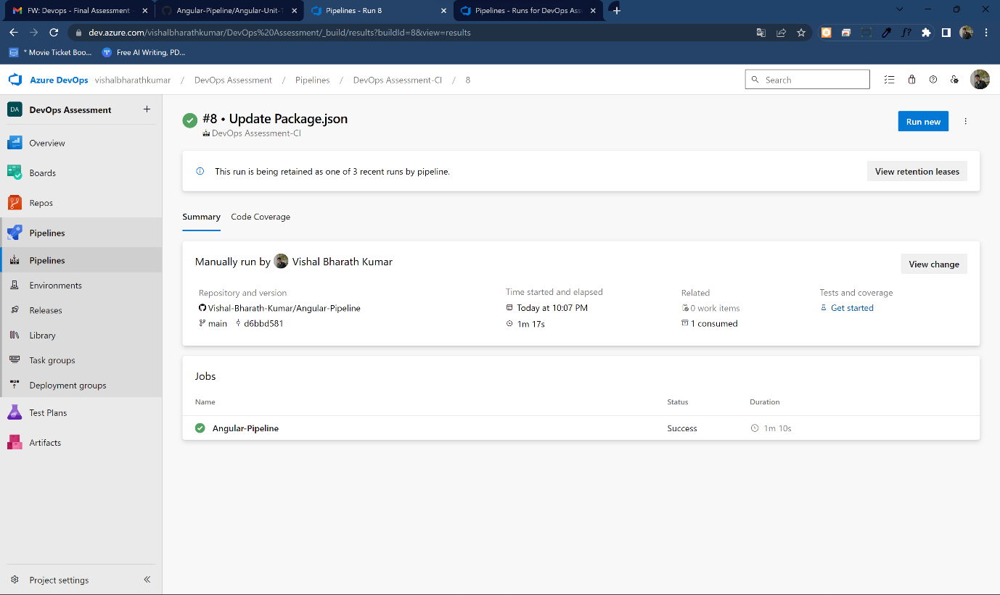 FW: Devops - Final Assessment -
Angular-Pipeline/Angular-Unit-T
Pipelines - Run 8
Pipelines - Runs for DevOps Ass
dev.azure.com/vishalbharathkumar/DevOps%20Assessment/_build/results?buildId=8&view=results
f?
* Movie Ticket Boo...
Free AI Writing, PD...
Azure DevOps vishalbharathkumar / DevOps Assessment / Pipelines / DevOps Assessment-CI / 8
Search
DA DevOps Assessment
Overview
Boards
Repos
Pipelines
Pipelines
Environments
Releases
Library
Task groups
Deployment groups
Test Plans
Artifacts
Project settings
#8 • Update Package.json
DevOps Assessment-CI
Run new
This run is being retained as one of 3 recent runs by pipeline.
View retention leases
Summary Code Coverage
Manually run by Vishal Bharath Kumar
View change
Repository and version
Vishal-Bharath-Kumar/Angular-Pipeline
main d6bbd581
Time started and elapsed
Today at 10:07 PM
1m 17s
Related
0 work items
1 consumed
Tests and coverage
Get started
Jobs
Name Status Duration
Angular-Pipeline Success 1m 10s